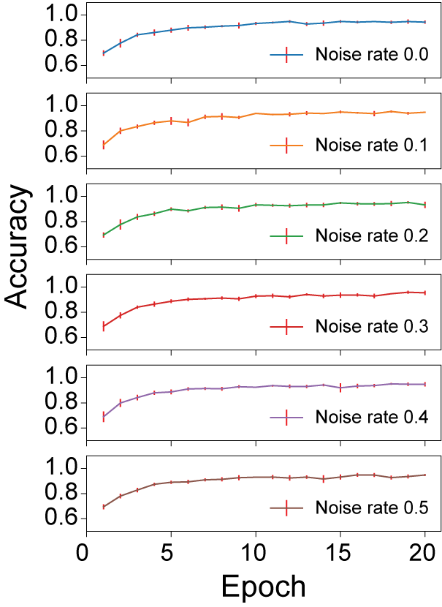 1.0
0.8
0.6
Noise rate 0.0
1.0
0.8
0.6
Noise rate 0.1
1.0
0.8
0.6
Noise rate 0.2
1.0
0.8
0.6
Noise rate 0.3
1.0
0.8
0.6
Noise rate 0.4
1.0
0.8
0.6
Noise rate 0.5
Accuracy
0 5 10 15 20
Epoch